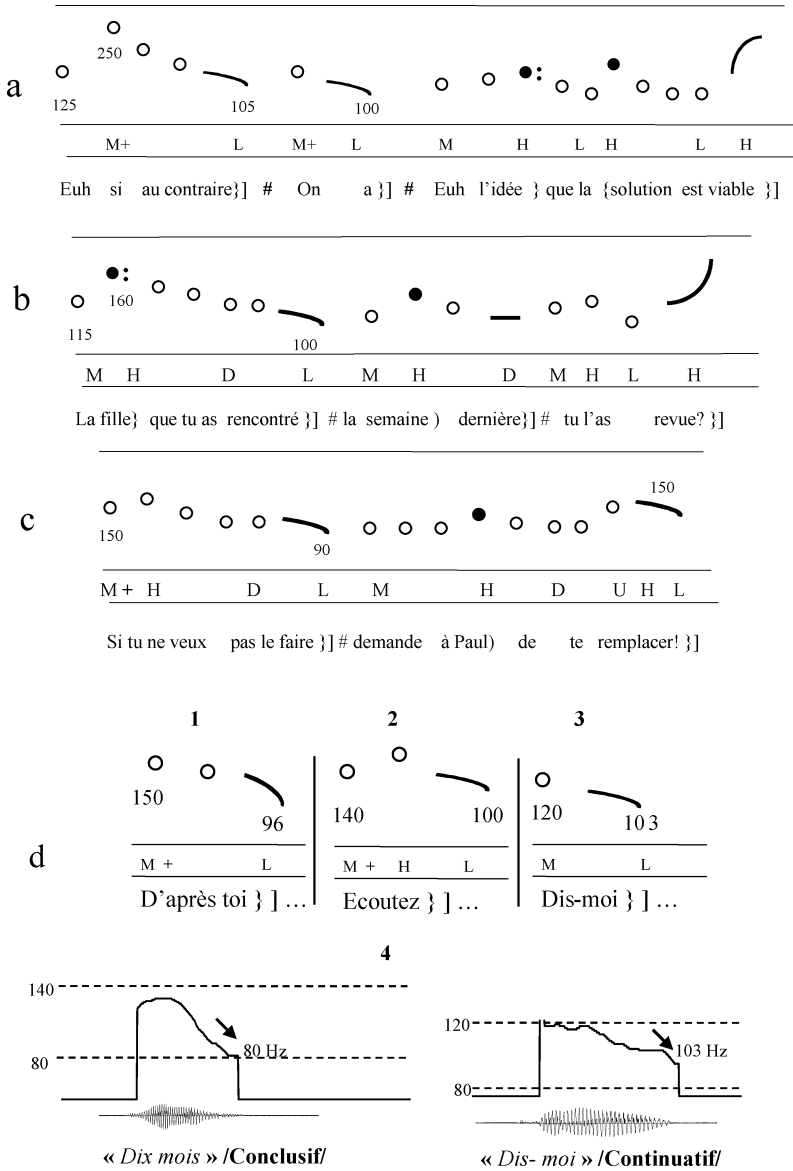 250
a
125 105 100
M+ L M+ L M H L H L H
Euh si au contraire}] # On a }] # Euh l'idée } que la {solution est viable }]
b
160
115
100
M H D L M H D M H L H
La fille} que tu as rencontré }] # la semaine ) dernière}] # tu l'as revue? }]
c
150
150
90
M + H D L M H D U H L
Si tu ne veux pas le faire }] # demande à Paul) de te remplacer! }]
1 2 3
150 96 140 100 120 103
d
M + L M + H L M L
D'après toi } ] ... Ecoutez } ] ... Dis-moi } ] ...
4
140
80
80 Hz
120
80
103 Hz
« Dix mois » /Conclusif/ « Dis- moi » /Continuatif/